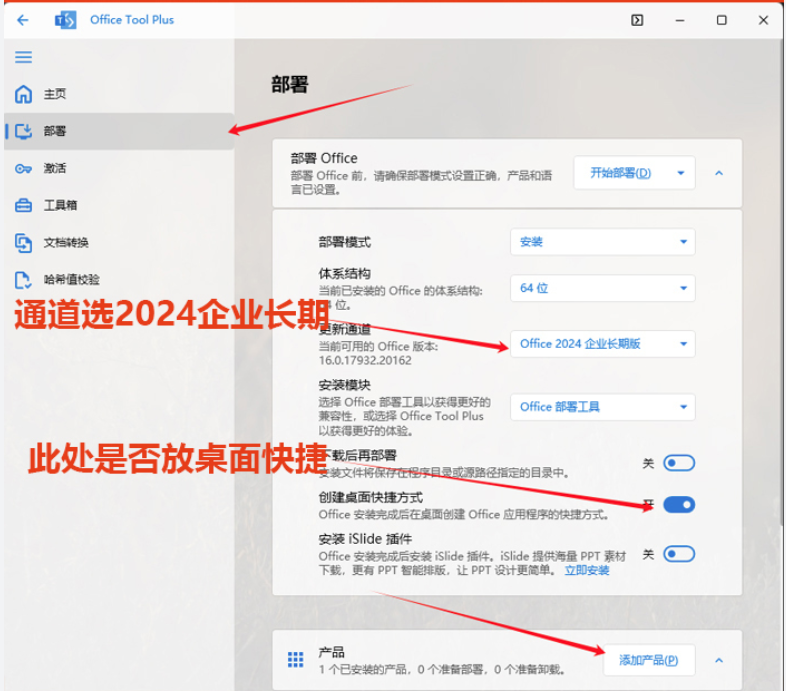 Office Tool Plus
主页
部署
激活
工具箱
文档转换
哈希值校验
部署
部署 Office
部署 Office 前，请确保部署模式设置正确，产品和语
言已设置。
开始部署(D)
部署模式
安装
体系结构
当前已安装的 Office 的体系结构:
位。
64 位
通道选2024企业长期
更新通道
当前可用的 Office 版本:
16.0.17932.20162
Office 2024 企业长期版
安装模块
选择 Office 部署工具以获得更好的
兼容性，或选择 Office Tool Plus
以获得更好的体验。
Office 部署工具
此处是否放桌面快捷
下载后再部署
安装文件将保存在程序目录或源路径指定的目录中。
关
创建桌面快捷方式
Office 安装完成后在桌面创建 Office 应用程序的快捷方式。
开
安装 iSlide 插件
Office 安装完成后安装 iSlide 插件。iSlide 提供海量 PPT 素材
下载，更有 PPT 智能排版，让 PPT 设计更简单。 立即安装
关
产品
1 个已安装的产品，0 个准备部署，0 个准备卸载。
添加产品(P)